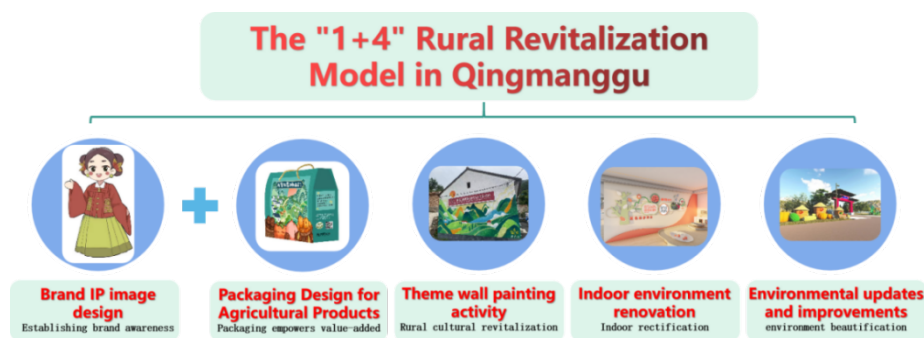 The "1+4" Rural Revitalization
Model in Qingmanggu
Brand IP image
design
Establishing brand awareness
Packaging Design for
Agricultural Products
Packaging empowers value-added
Theme wall painting
activity
Rural cultural revitalization
Indoor environment
renovation
Indoor rectification
Environmental updates
and improvements
environment beautification